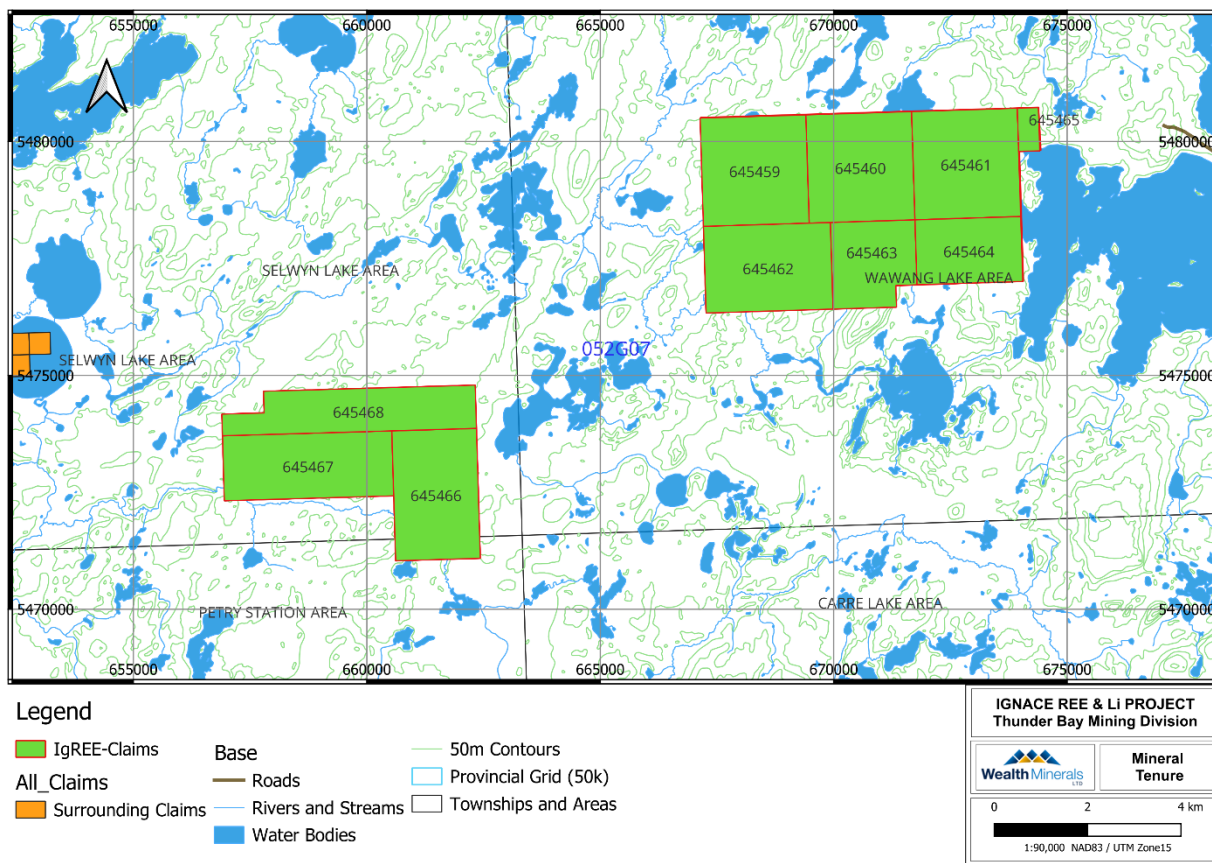 655000 660000 665000 670000 675000
5480000 5480000
645465
645459 645460 645461
645462 645463 645464
WAWANG LAKE AREA
SELWYN LAKE AREA
052G07
SELWYN LAKE AREA
5475000 5475000
645468
645467
645466
5470000 5470000
PETRY STATION AREA
CARRE LAKE AREA
655000 660000 665000 670000 675000
Legend
IgREE-Claims
All_Claims
Surrounding Claims
Base
Roads
Rivers and Streams
Water Bodies
50m Contours
Provincial Grid (50k)
Townships and Areas
IGNACE REE & Li PROJECT
Thunder Bay Mining Division
WealthMinerals
LTD
Mineral
Tenure
0 2 4 km
1:90,000 NAD83 / UTM Zone15